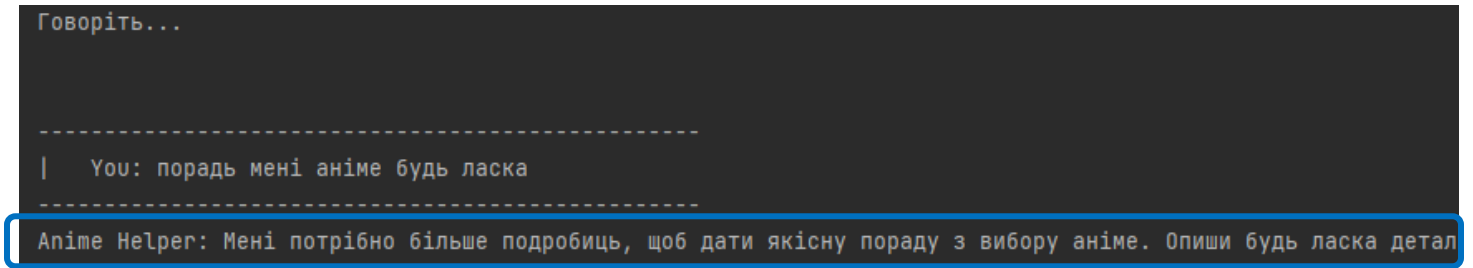 Говоріть...
--------------------------------------------------
|   You: порадь мені аніме будь ласка
--------------------------------------------------
Anime Helper: Мені потрібно більше подробиць, щоб дати якісну пораду з вибору аніме. Опиши будь ласка детал